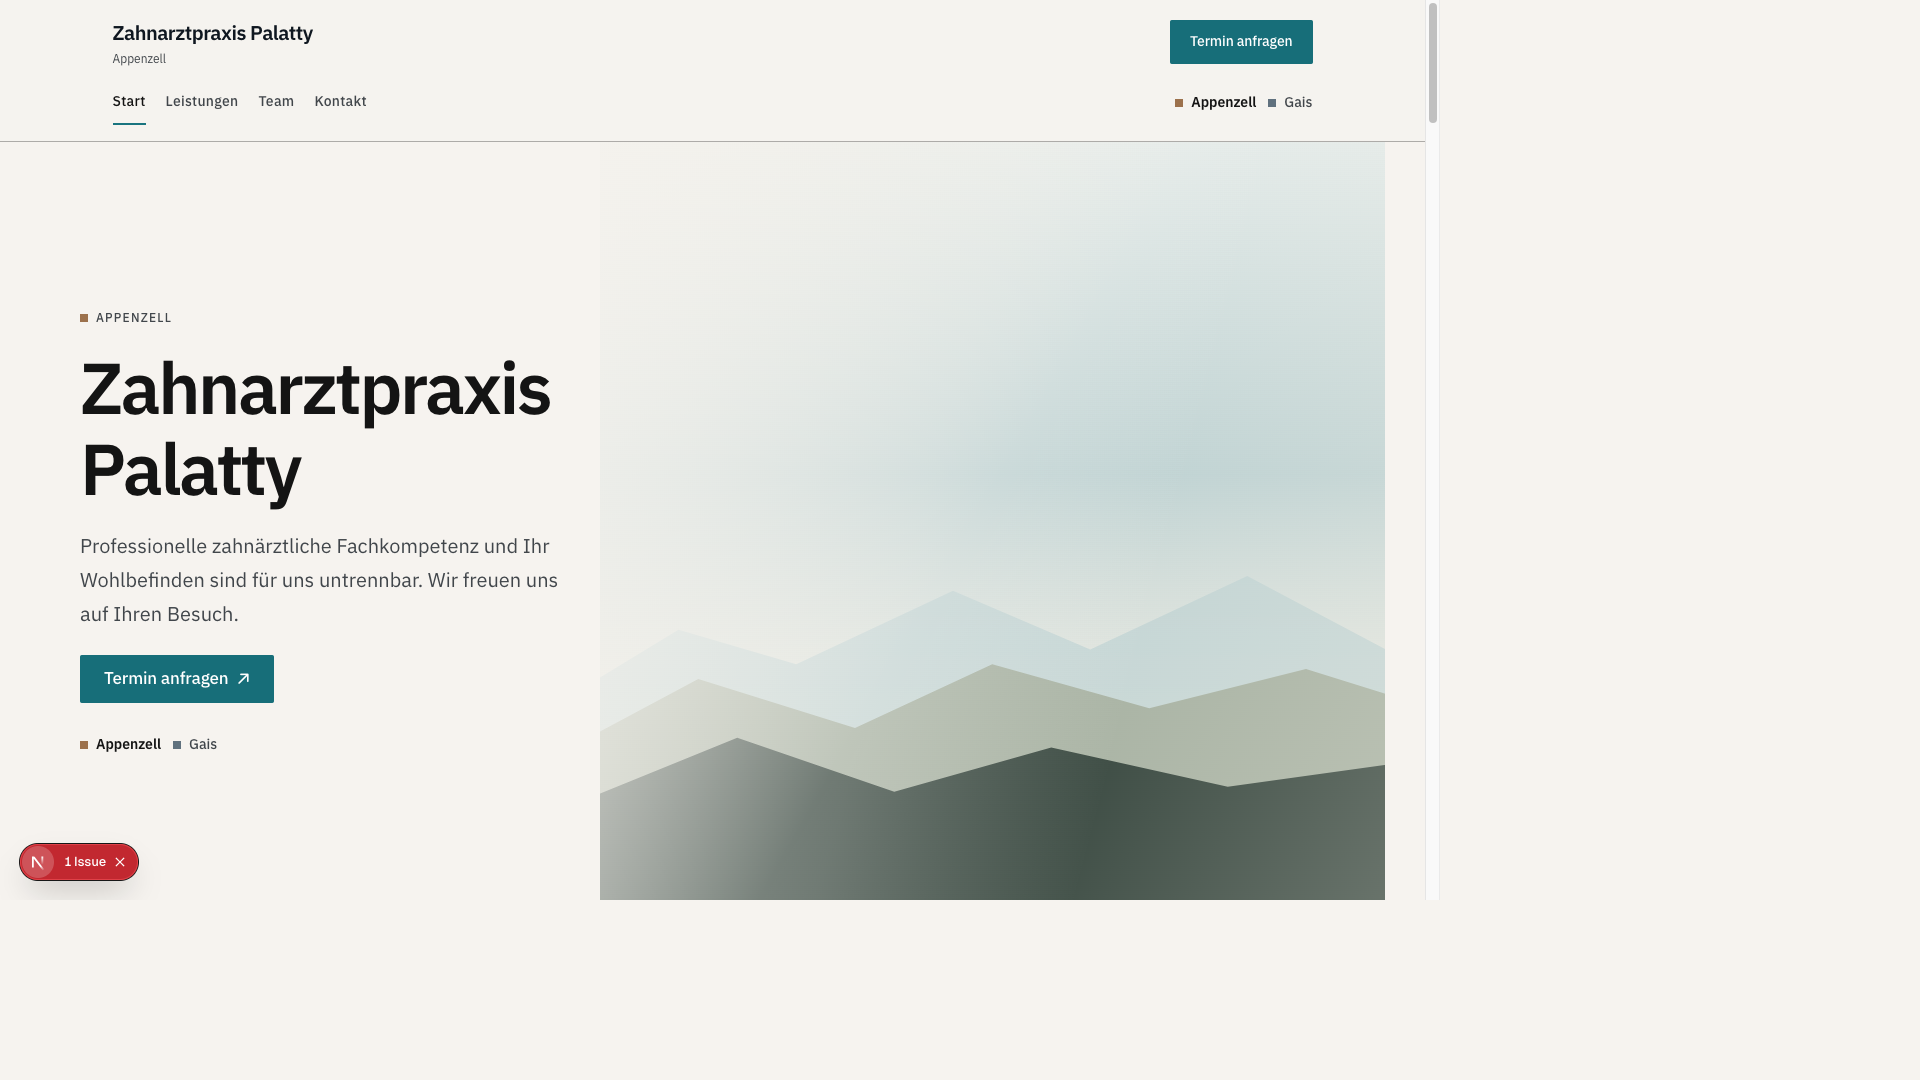 Zahnarztpraxis Palatty
Appenzell
Termin anfragen
Start Leistungen Team Kontakt
Appenzell Gais
APPENZELL
Zahnarztpraxis
Palatty
Professionelle zahnärztliche Fachkompetenz und Ihr
Wohlbefinden sind für uns untrennbar. Wir freuen uns
auf Ihren Besuch.
Termin anfragen
Appenzell Gais
1 Issue